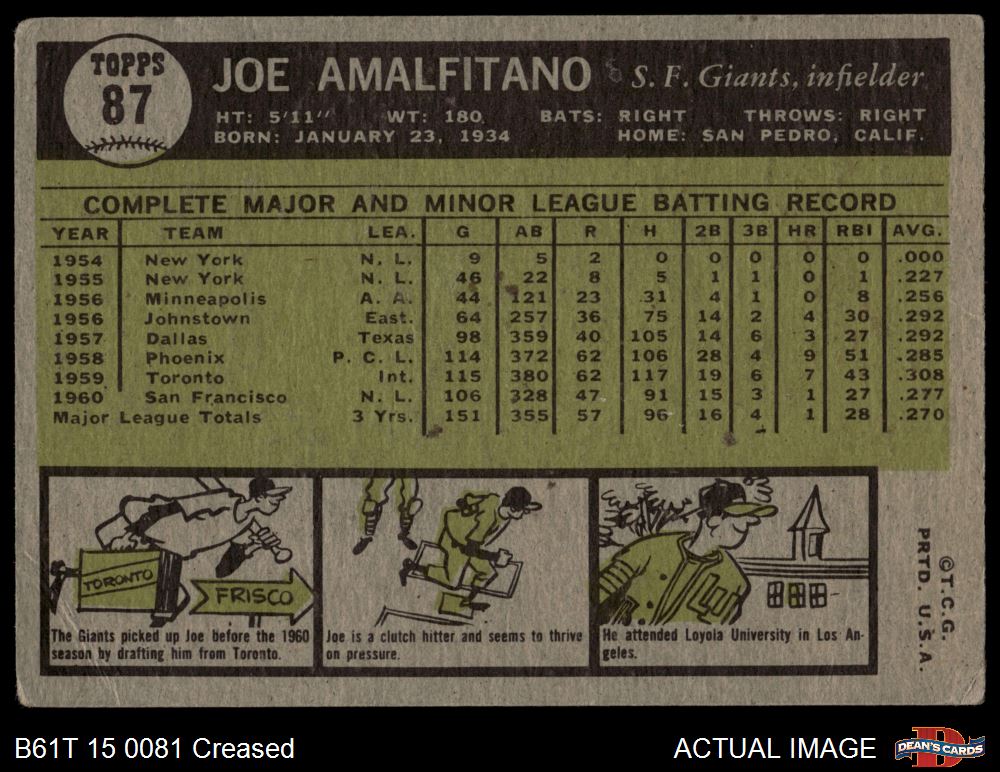 TOPPS
87
JOE AMALFITANO S. F. Giants, infielder
HT: 5'11" WT: 180 BATS: RIGHT THROWS: RIGHT
BORN: JANUARY 23, 1934 HOME: SAN PEDRO, CALIF.
COMPLETE MAJOR AND MINOR LEAGUE BATTING RECORD
YEAR TEAM LEA. G AB R H 2B 3B HR RBI AVG.
1954 New York N. L. 9 5 2 0 0 0 0 0 .000
1955 New York N. L. 46 22 8 5 1 1 0 1 .227
1956 Minneapolis A. A. 44 121 23 31 4 1 0 8 .256
1956 Johnstown East. 64 257 36 75 14 2 4 30 .292
1957 Dallas Texas 98 359 40 105 14 6 3 27 .292
1958 Phoenix P. C. L. 114 372 62 106 28 4 9 51 .285
1959 Toronto Int. 115 380 62 117 19 6 7 43 .308
1960 San Francisco N. L. 106 328 47 91 15 3 1 27 .277
Major League Totals 3 Yrs. 151 355 57 96 16 4 1 28 .270
TORONTO
FRISCO
The Giants picked up Joe before the 1960
season by drafting him from Toronto.
Joe is a clutch hitter and seems to thrive
on pressure.
He attended Loyola University in Los An-
geles.
©T.C.G.
PRTD. U.S.A.
B61T 15 0081 Creased
ACTUAL IMAGE
DEAN'S CARDS